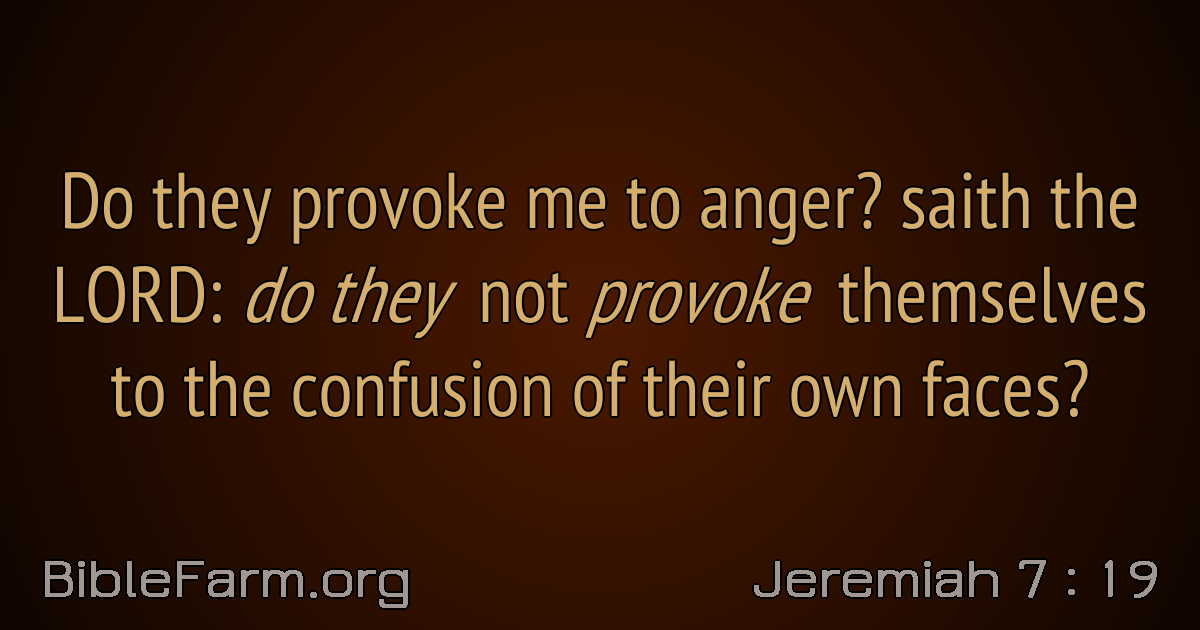 Do they provoke me to anger? saith the
LORD: do they not provoke themselves
to the confusion of their own faces?
BibleFarm.org
Jeremiah 7 : 19